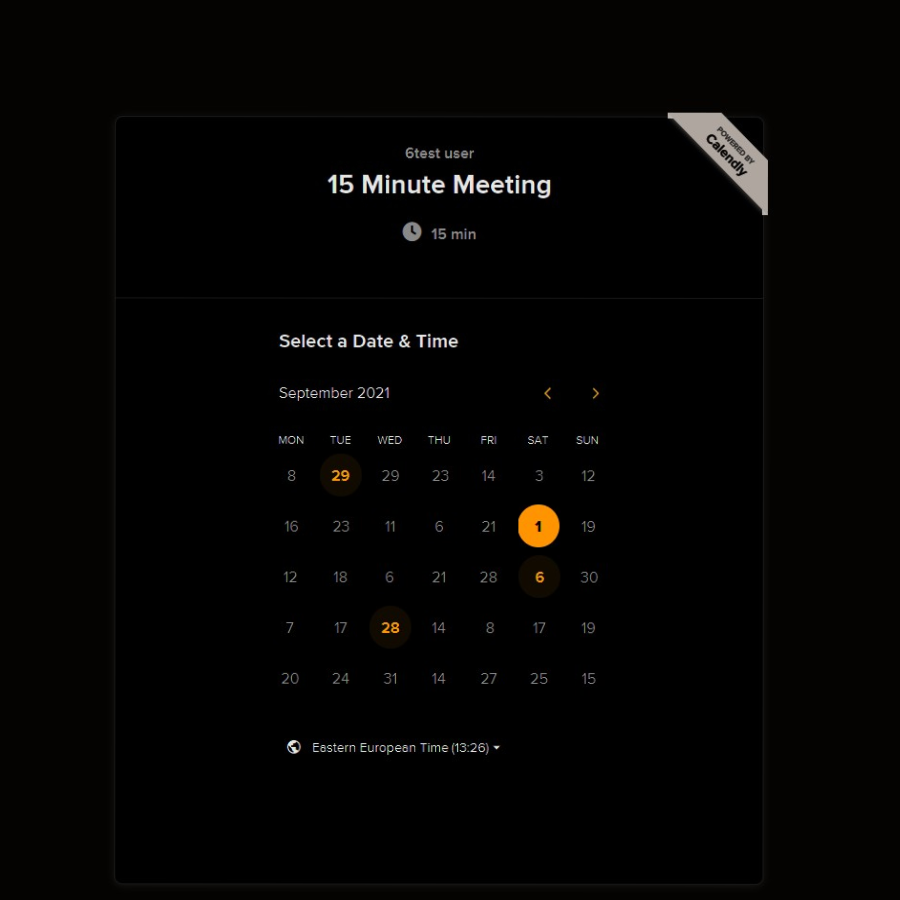 POWERED BY
Calendly
6test user
15 Minute Meeting
15 min
Select a Date & Time
September 2021
MON TUE WED THU FRI SAT SUN
8 29 29 23 14 3 12
16 23 11 6 21 1 19
12 18 6 21 28 6 30
7 17 28 14 8 17 19
20 24 31 14 27 25 15
Eastern European Time (13:26)